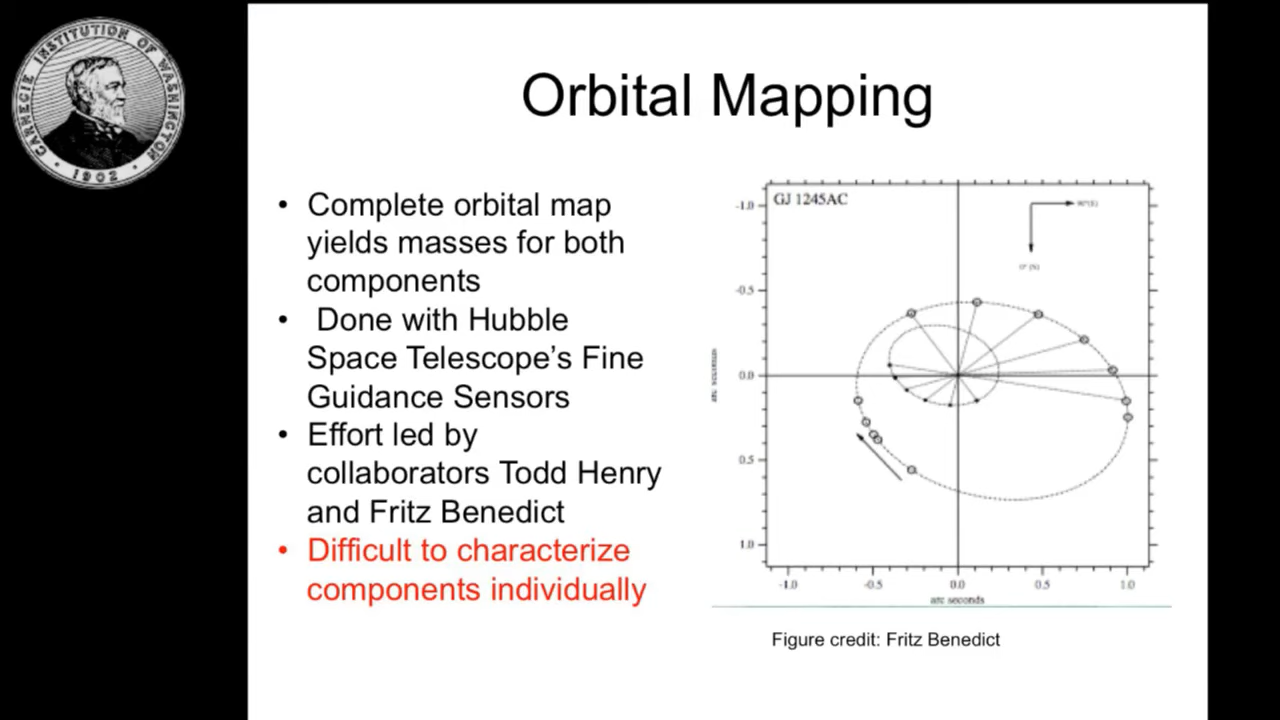 CARNEGIE INSTITUTION OF WASHINGTON
• 1902 •
Orbital Mapping
• Complete orbital map
yields masses for both
components
• Done with Hubble
Space Telescope’s Fine
Guidance Sensors
• Effort led by
collaborators Todd Henry
and Fritz Benedict
• Difficult to characterize
components individually
GJ 1245AC
-1.0
-0.5
0.0
0.5
1.0
-1.0
-0.5
0.0
0.5
1.0
arc seconds
Figure credit: Fritz Benedict